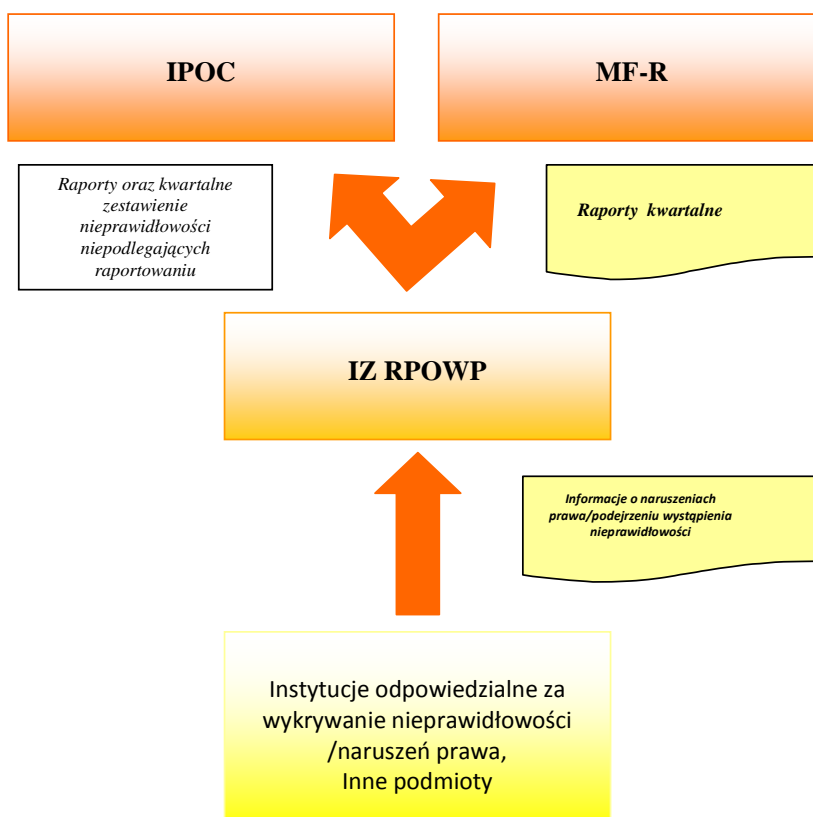 IPOC
MF-R
Raporty oraz kwartalne
zestawienie
nieprawidłowości
niepodlegających
raportowaniu
Raporty kwartalne
IZ RPOWP
Informacje o naruszeniach
prawa/podejrzeniu wystąpienia
nieprawidłowości
Instytucje odpowiedzialne za
wykrywanie nieprawidłowości
/naruszeń prawa,
Inne podmioty